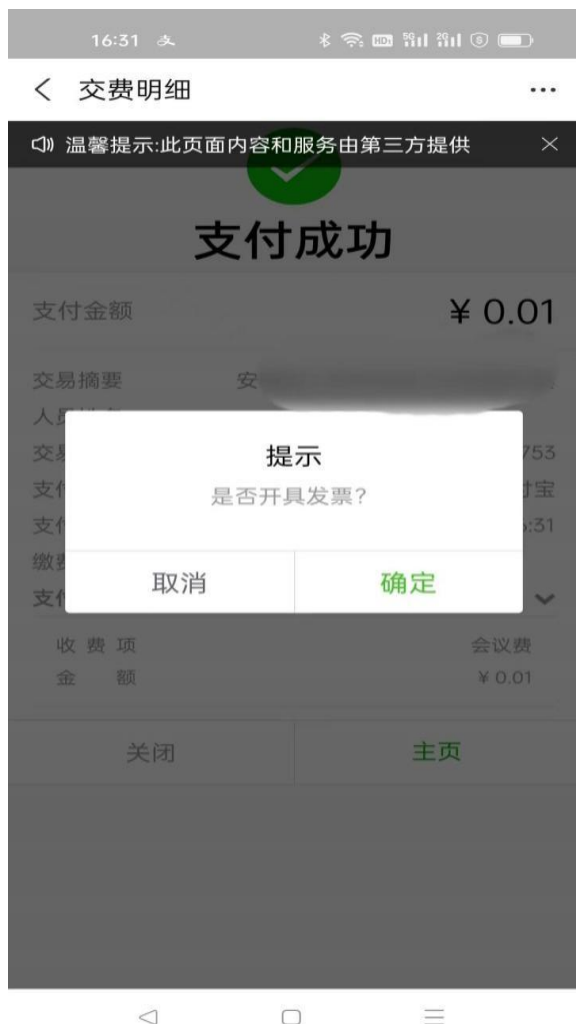 16:31
HD 5G 2G
交费明细
温馨提示:此页面内容和服务由第三方提供
支付成功
支付金额 ¥ 0.01
交易摘要 安
提示
是否开具发票?
753
宝
:31
取消 确定
收 费 项 会议费
金 额 ¥ 0.01
关闭 主页